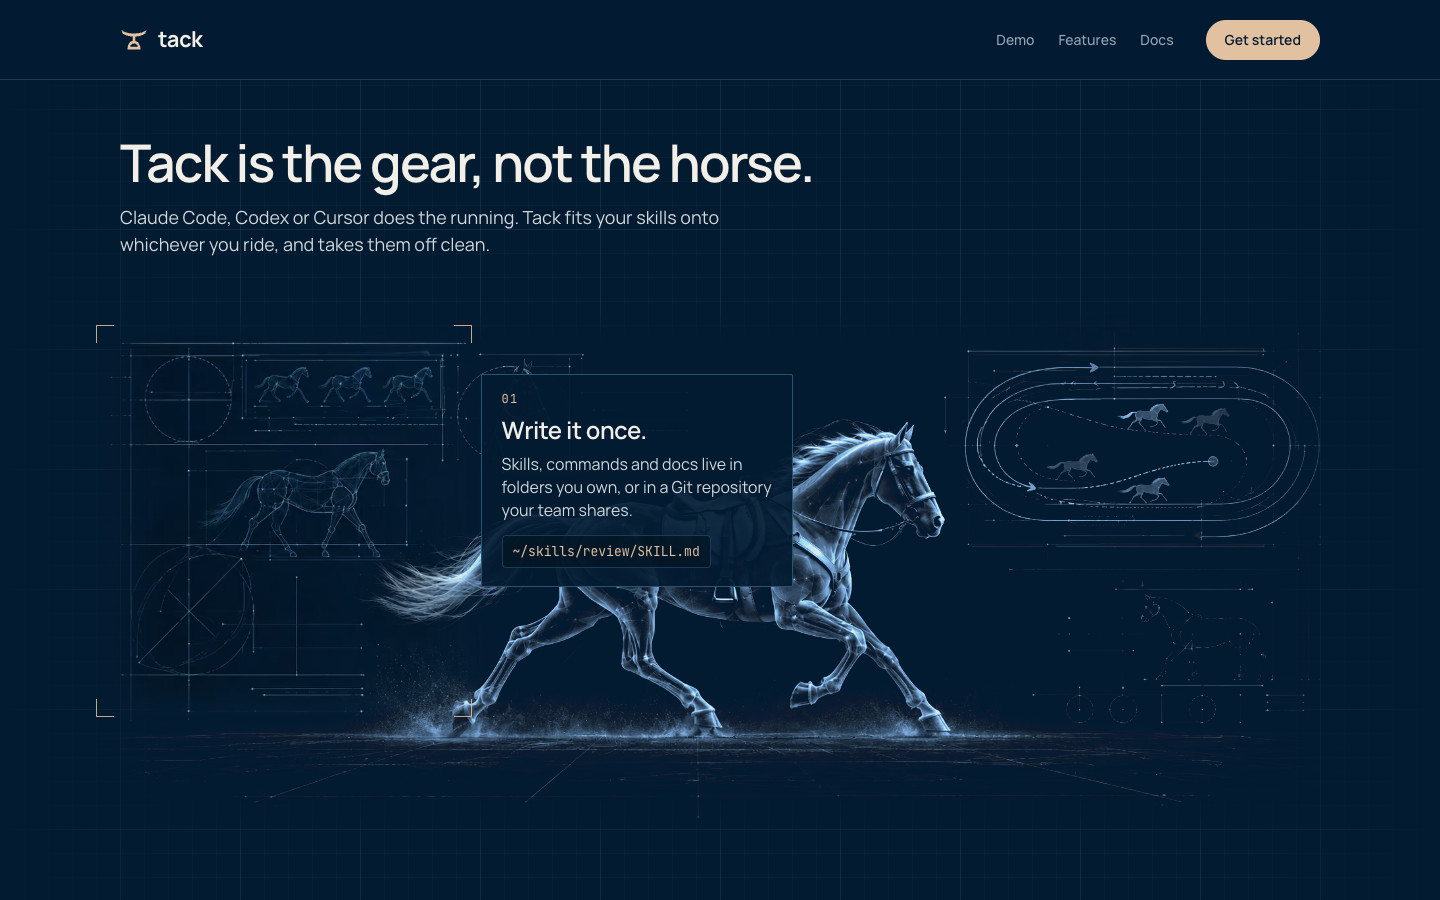 tack
Demo
Features
Docs
Get started
Tack is the gear, not the horse.
Claude Code, Codex or Cursor does the running. Tack fits your skills onto
whichever you ride, and takes them off clean.
01
Write it once.
Skills, commands and docs live in
folders you own, or in a Git repository
your team shares.
~/skills/review/SKILL.md